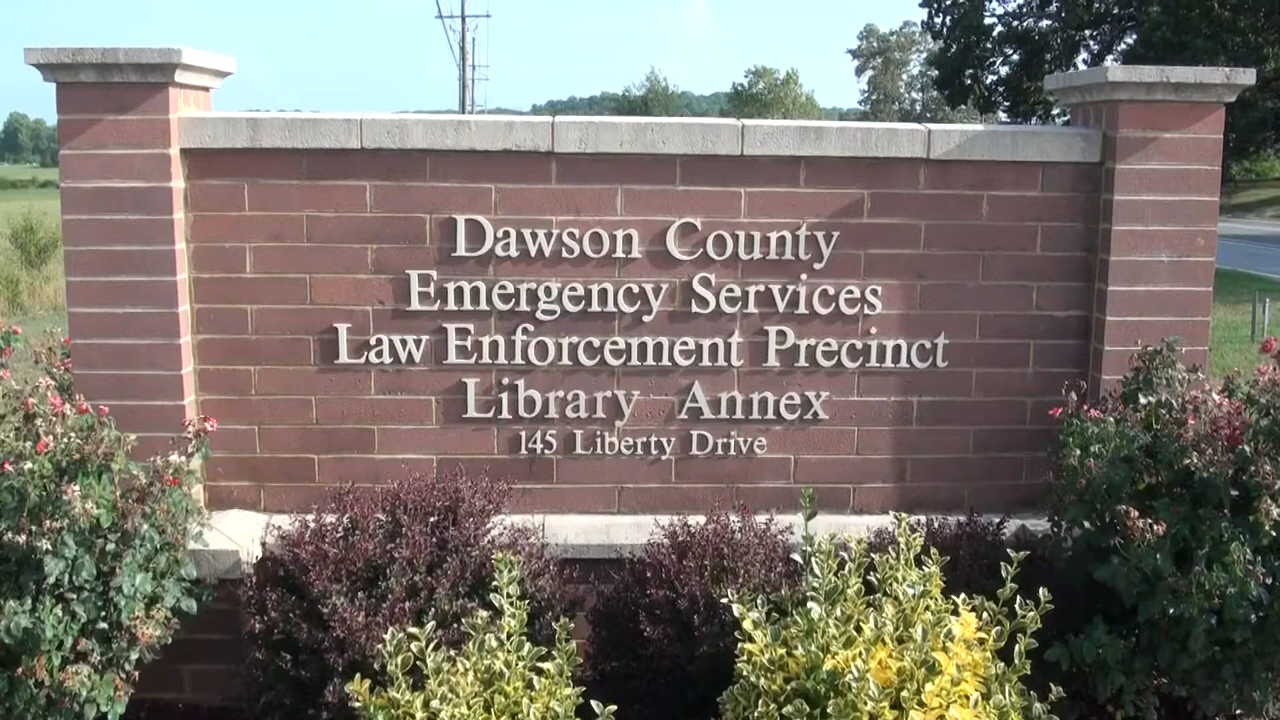 Dawson County
Emergency Services
Law Enforcement Precinct
Library Annex
145 Liberty Drive